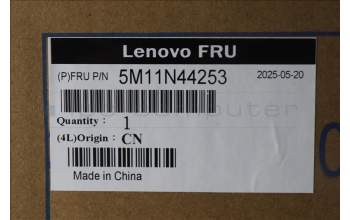 Lenovo FRU
(P)FRU P/N 5M11N44253 2025-05-20
Quantity : 1
(4L)Origin: CN
Made in China